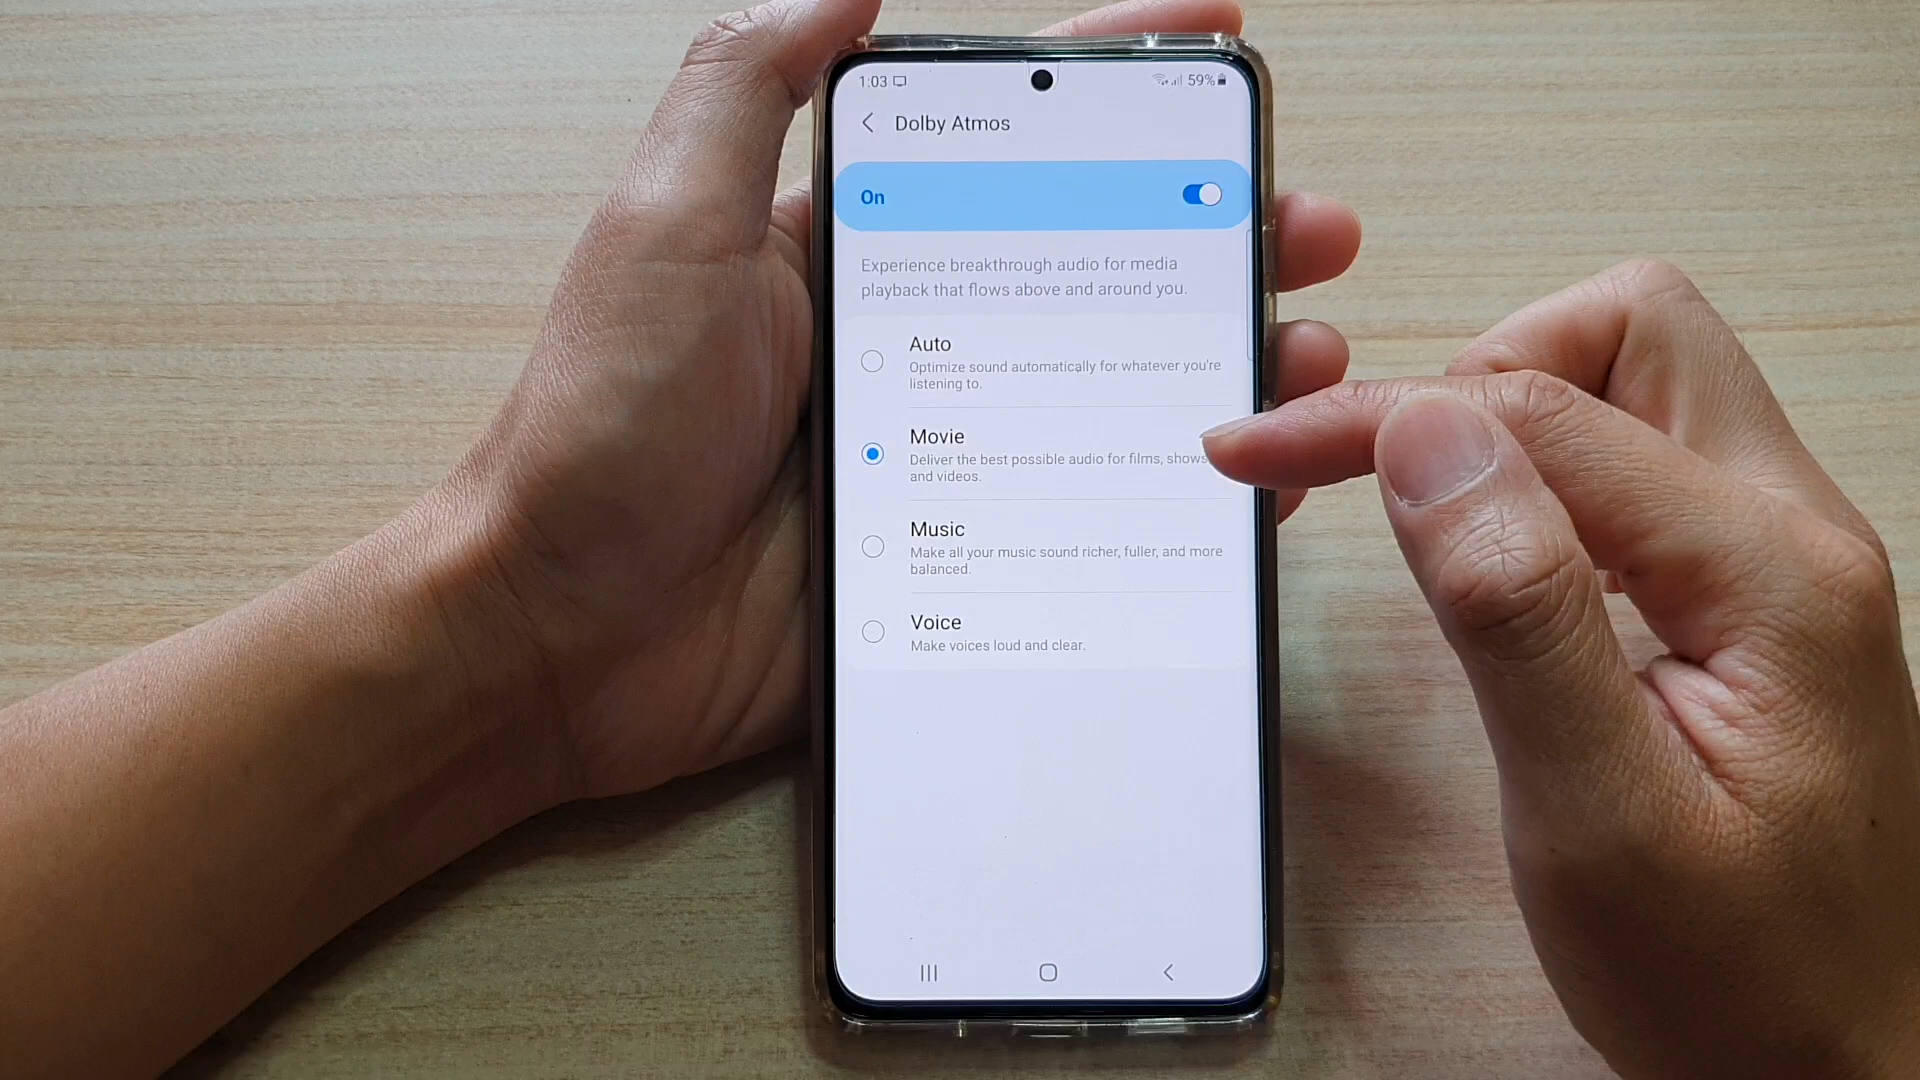 1:03 59%
Dolby Atmos
On
Experience breakthrough audio for media
playback that flows above and around you.
Auto
Optimize sound automatically for whatever you're
listening to.
Movie
Deliver the best possible audio for films, shows
and videos.
Music
Make all your music sound richer, fuller, and more
balanced.
Voice
Make voices loud and clear.